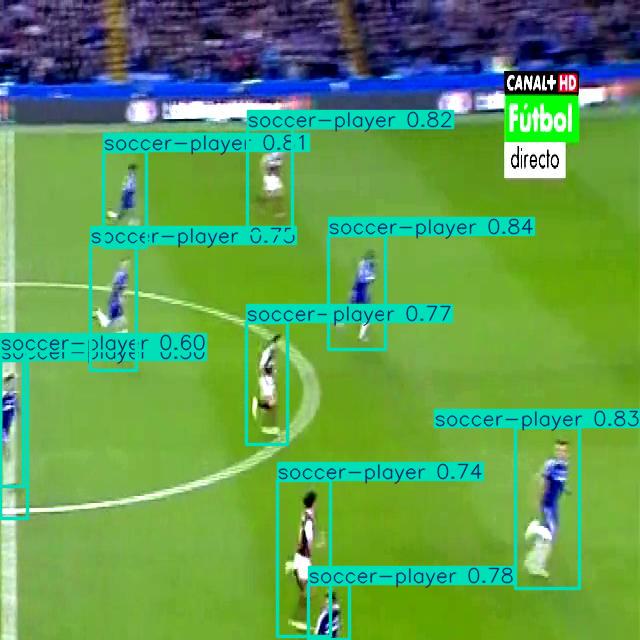 CANAL+ HD
Fútbol
directo
soccer-player 0.82
soccer-player 0.81
soccer-player 0.84
soccer-player 0.75
soccer-player 0.77
soccer-player 0.60
soccer-player 0.83
soccer-player 0.74
soccer-player 0.78